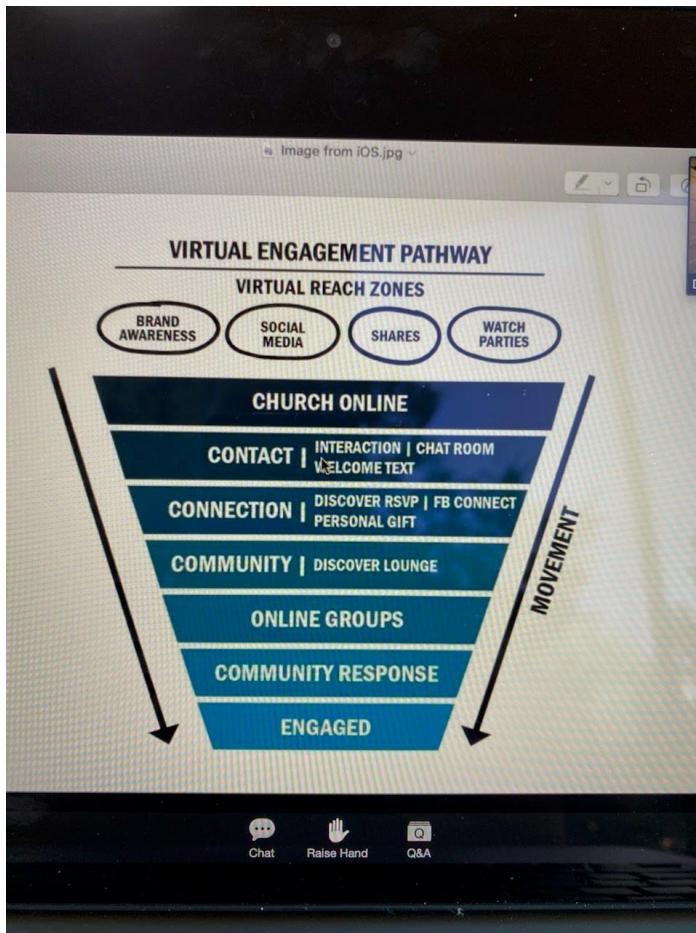 Image from iOS.jpg
VIRTUAL ENGAGEMENT PATHWAY
VIRTUAL REACH ZONES
BRAND
AWARENESS
SOCIAL
MEDIA
SHARES
WATCH
PARTIES
CHURCH ONLINE
CONTACT | INTERACTION | CHAT ROOM
WELCOME TEXT
CONNECTION | DISCOVER RSVP | FB CONNECT
PERSONAL GIFT
COMMUNITY | DISCOVER LOUNGE
ONLINE GROUPS
COMMUNITY RESPONSE
ENGAGED
MOVEMENT
Chat
Raise Hand
Q
Q&A